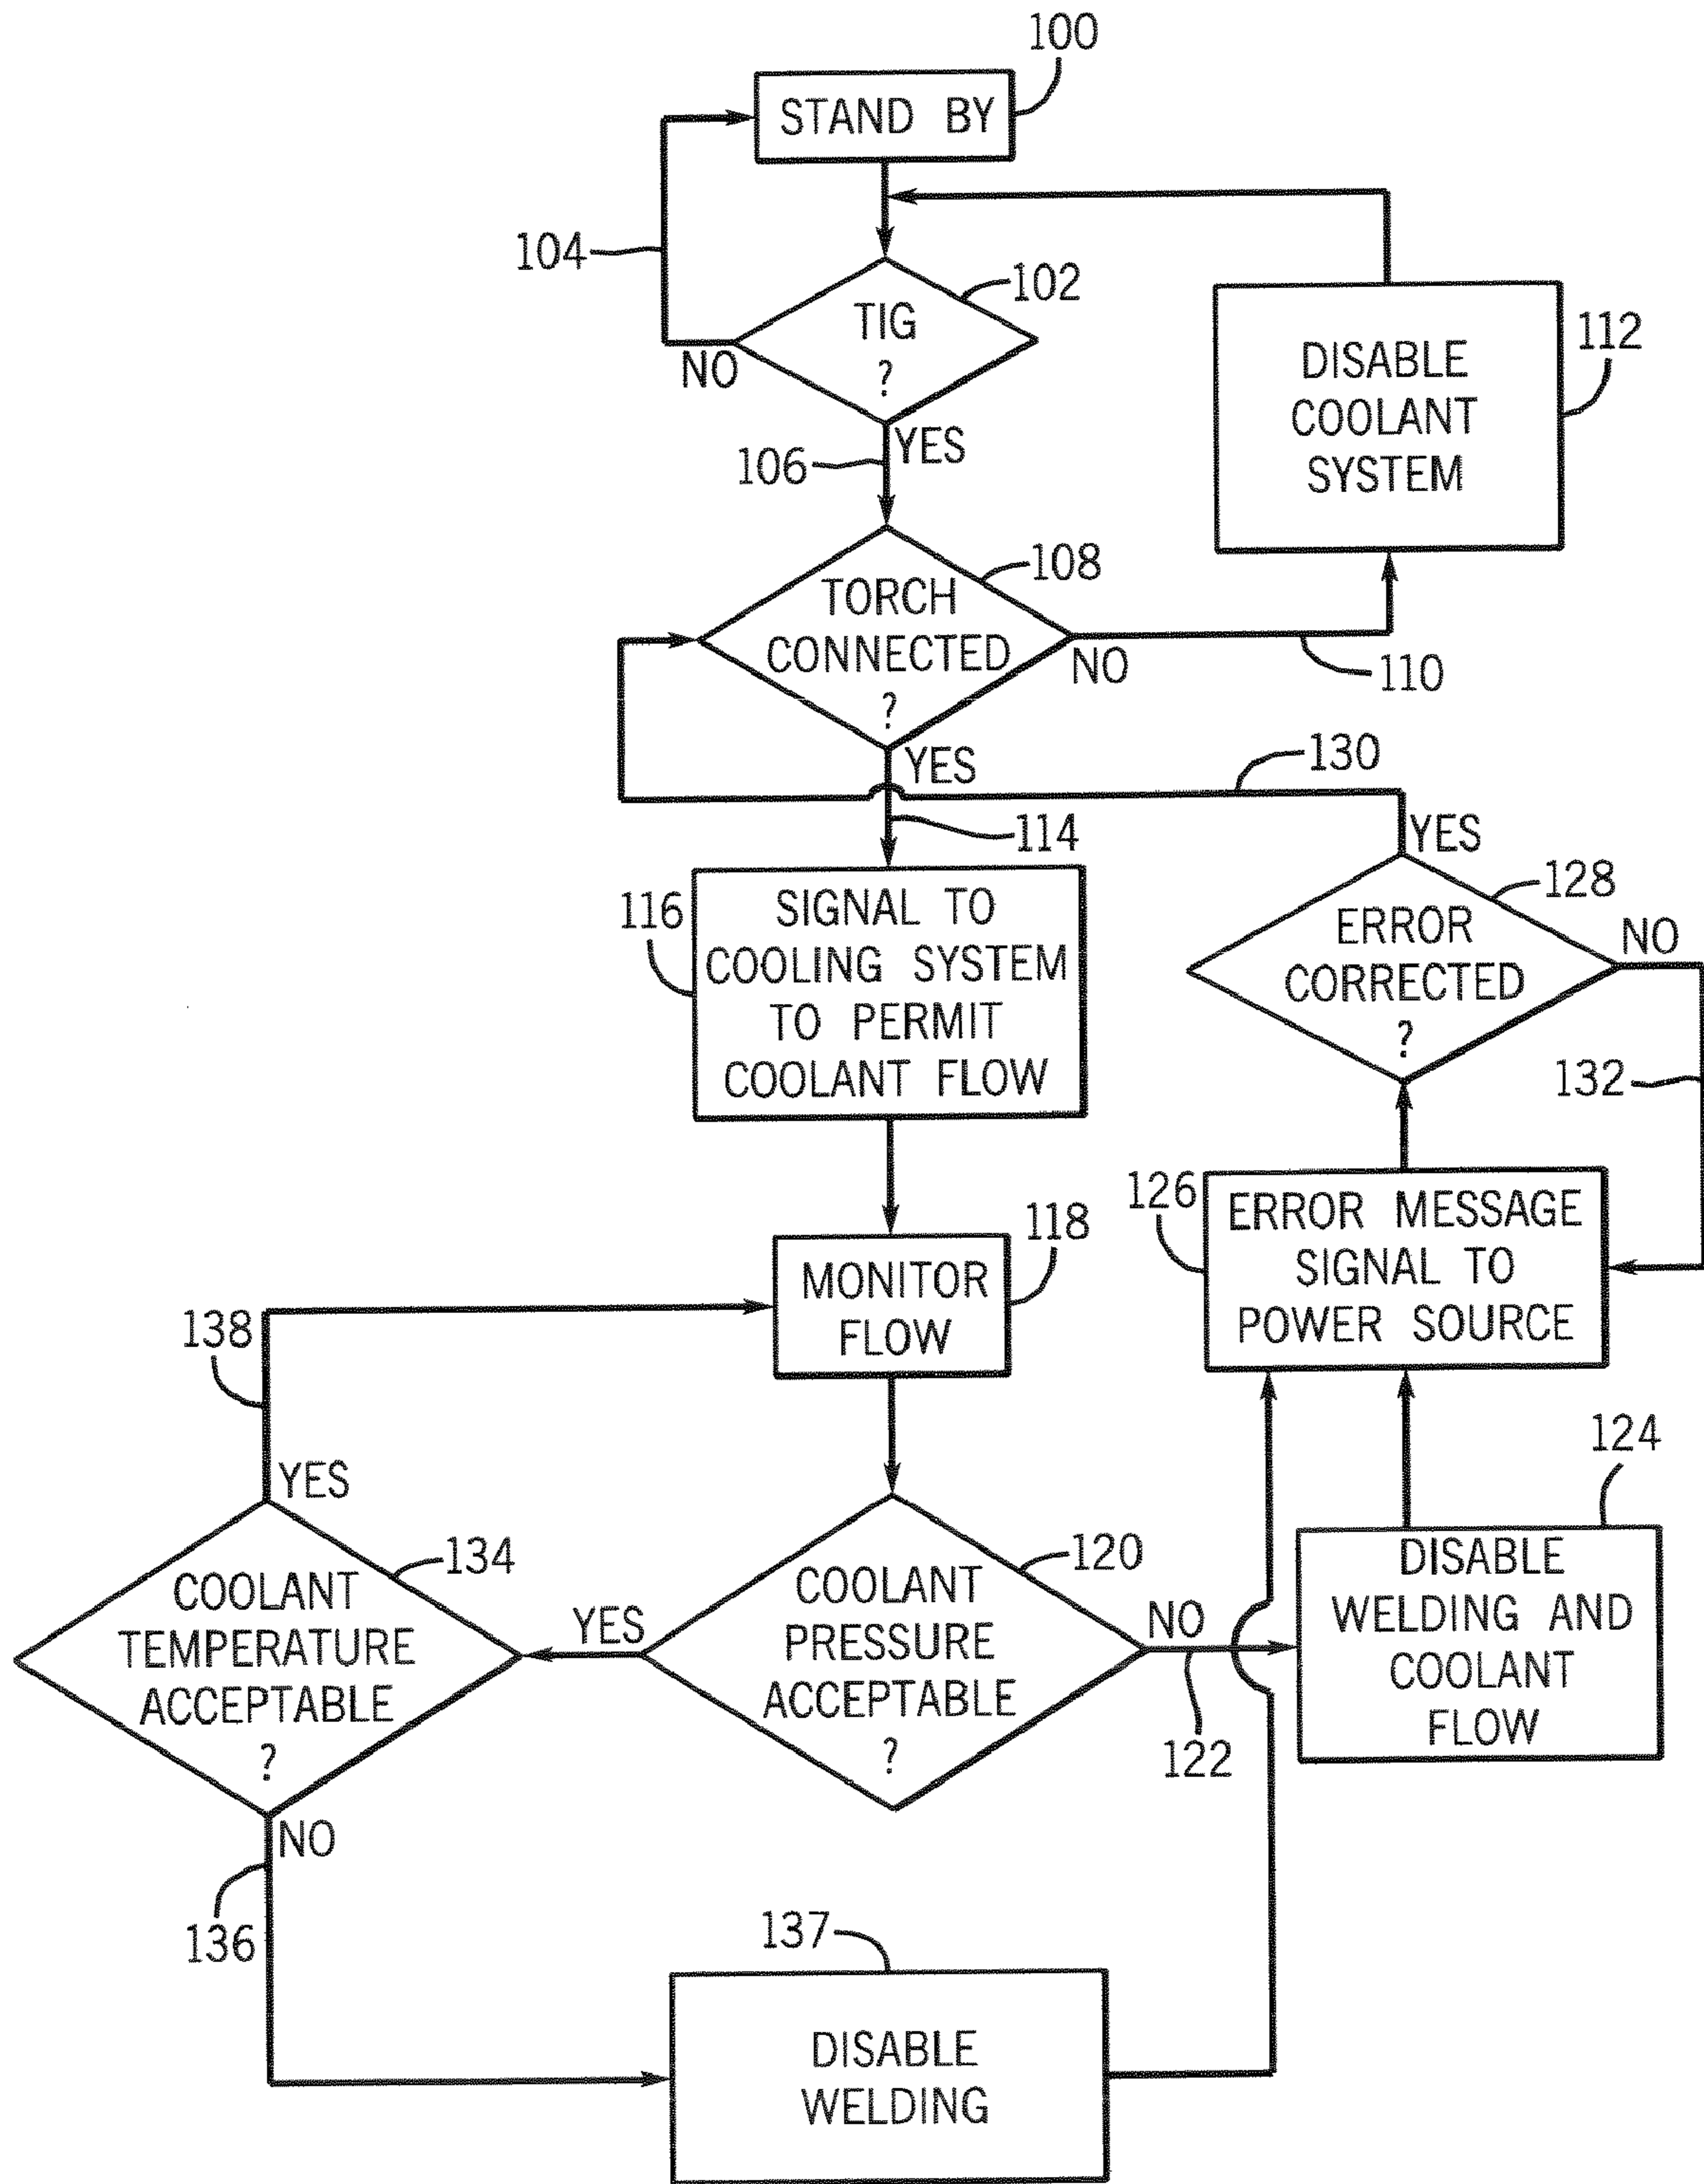 100
STAND BY
104
102
TIG
?
NO
YES
106
112
DISABLE
COOLANT
SYSTEM
108
TORCH
CONNECTED
?
NO
110
YES
130
114
YES
116
SIGNAL TO
COOLING SYSTEM
TO PERMIT
COOLANT FLOW
128
ERROR
CORRECTED
?
NO
132
118
MONITOR
FLOW
126
ERROR MESSAGE
SIGNAL TO
POWER SOURCE
138
YES
134
COOLANT
TEMPERATURE
ACCEPTABLE
?
YES
120
COOLANT
PRESSURE
ACCEPTABLE
?
NO
122
124
DISABLE
WELDING AND
COOLANT
FLOW
NO
136
137
DISABLE
WELDING